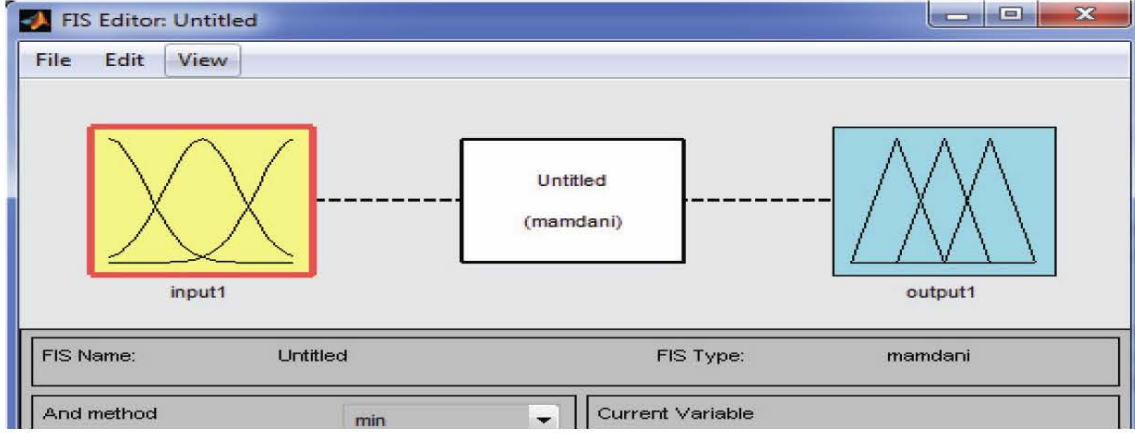 FIS Editor: Untitled
File Edit View
Untitled
(mamdani)
input1
output1
FIS Name: Untitled FIS Type: mamdani
And method min Current Variable